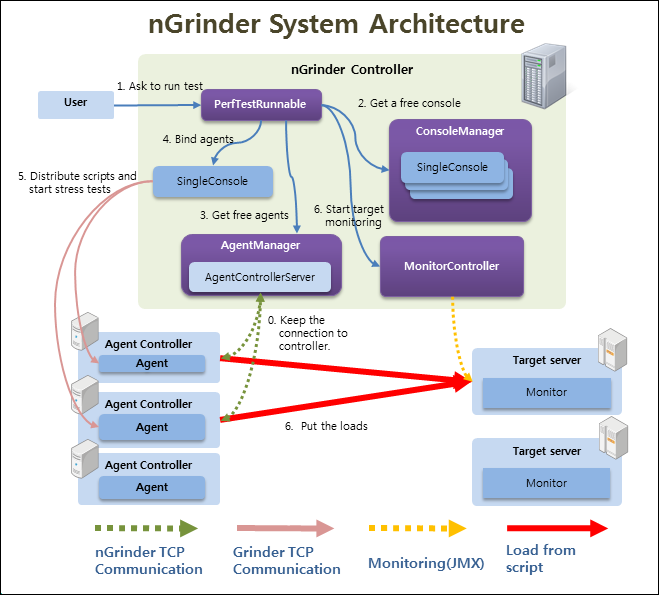 nGrinder System Architecture
nGrinder Controller
1. Ask to run test
User
PerfTestRunnable
2. Get a free console
ConsoleManager
SingleConsole
4. Bind agents
5. Distribute scripts and
start stress tests
SingleConsole
3. Get free agents
6. Start target
monitoring
AgentManager
AgentControllerServer
MonitorController
0. Keep the
connection to
controller.
Agent Controller
Agent
Target server
Monitor
Agent Controller
Agent
6. Put the loads
Target server
Monitor
Agent Controller
Agent
nGrinder TCP
Communication
Grinder TCP
Communication
Monitoring(JMX)
Load from
script